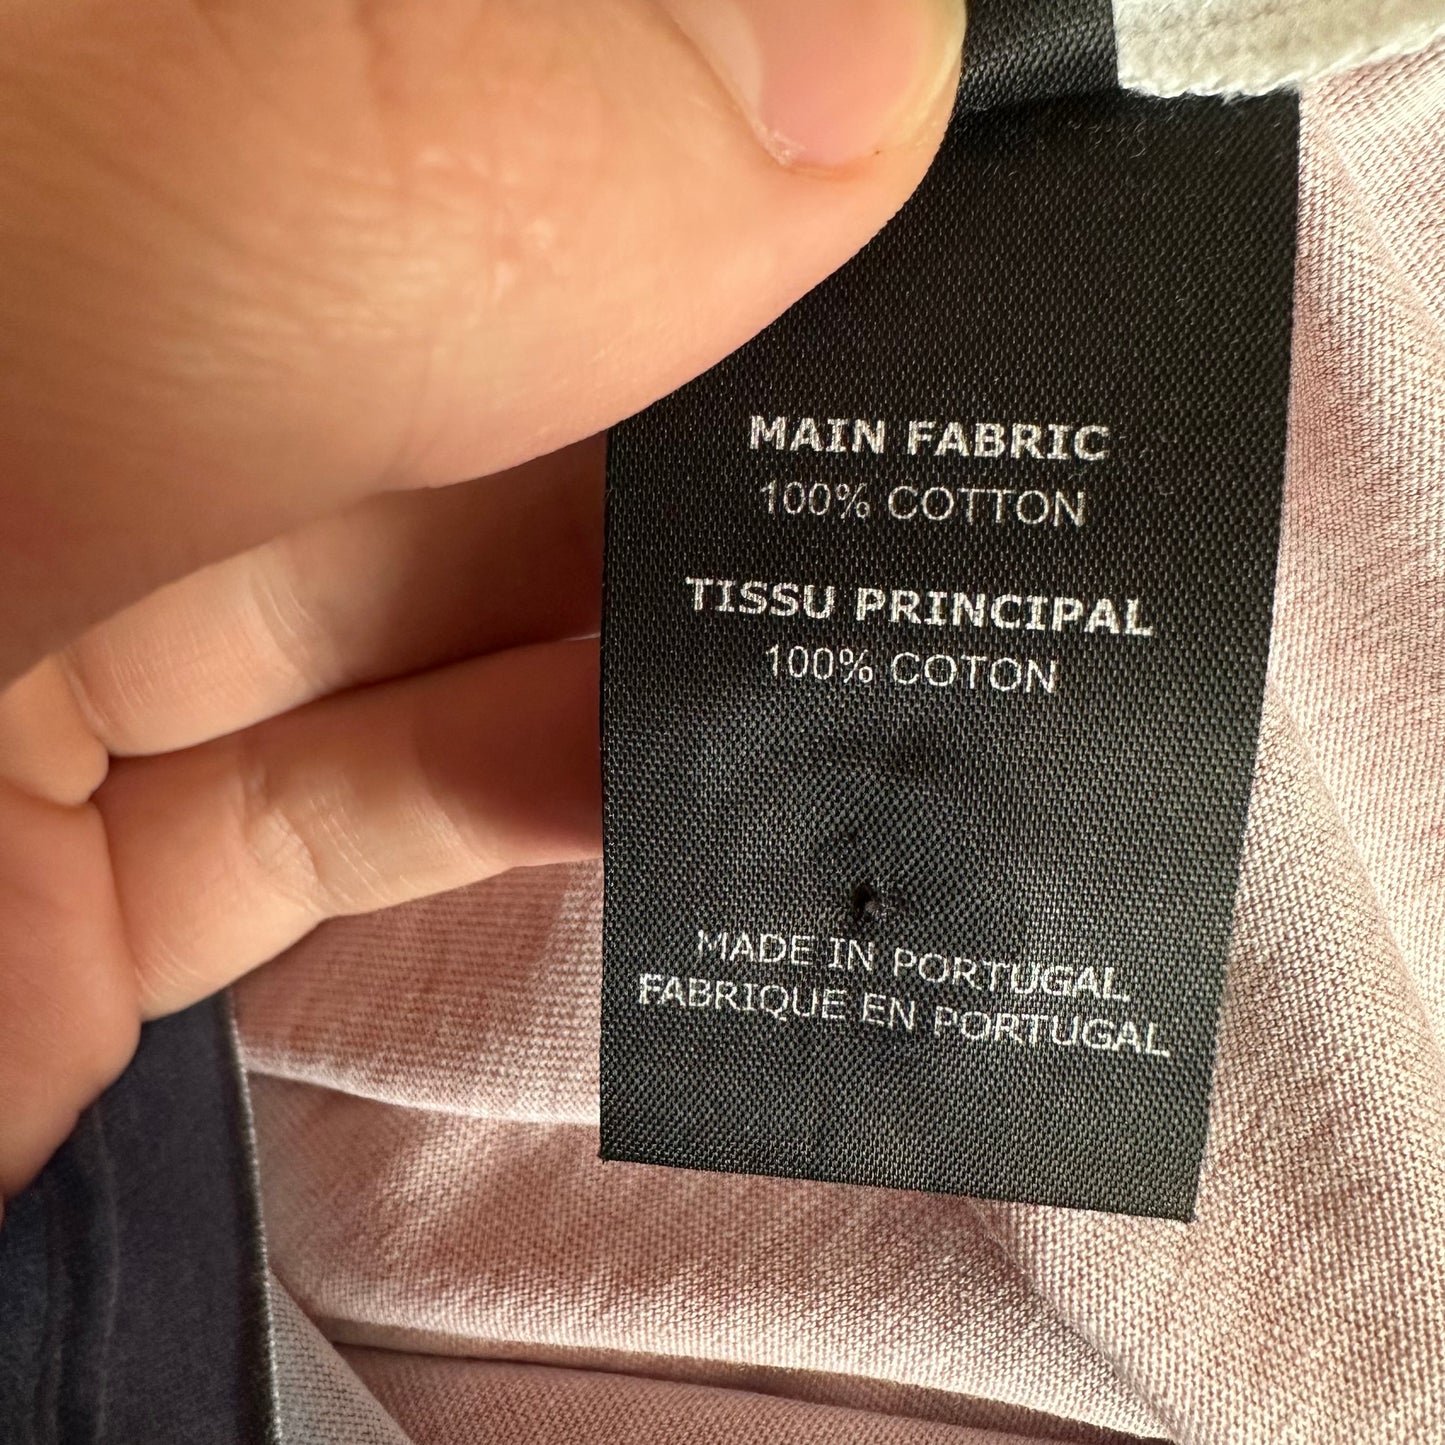 MAIN FABRIC
100% COTTON
TISSU PRINCIPAL
100% COTON
MADE IN PORTUGAL
FABRIQUE EN PORTUGAL